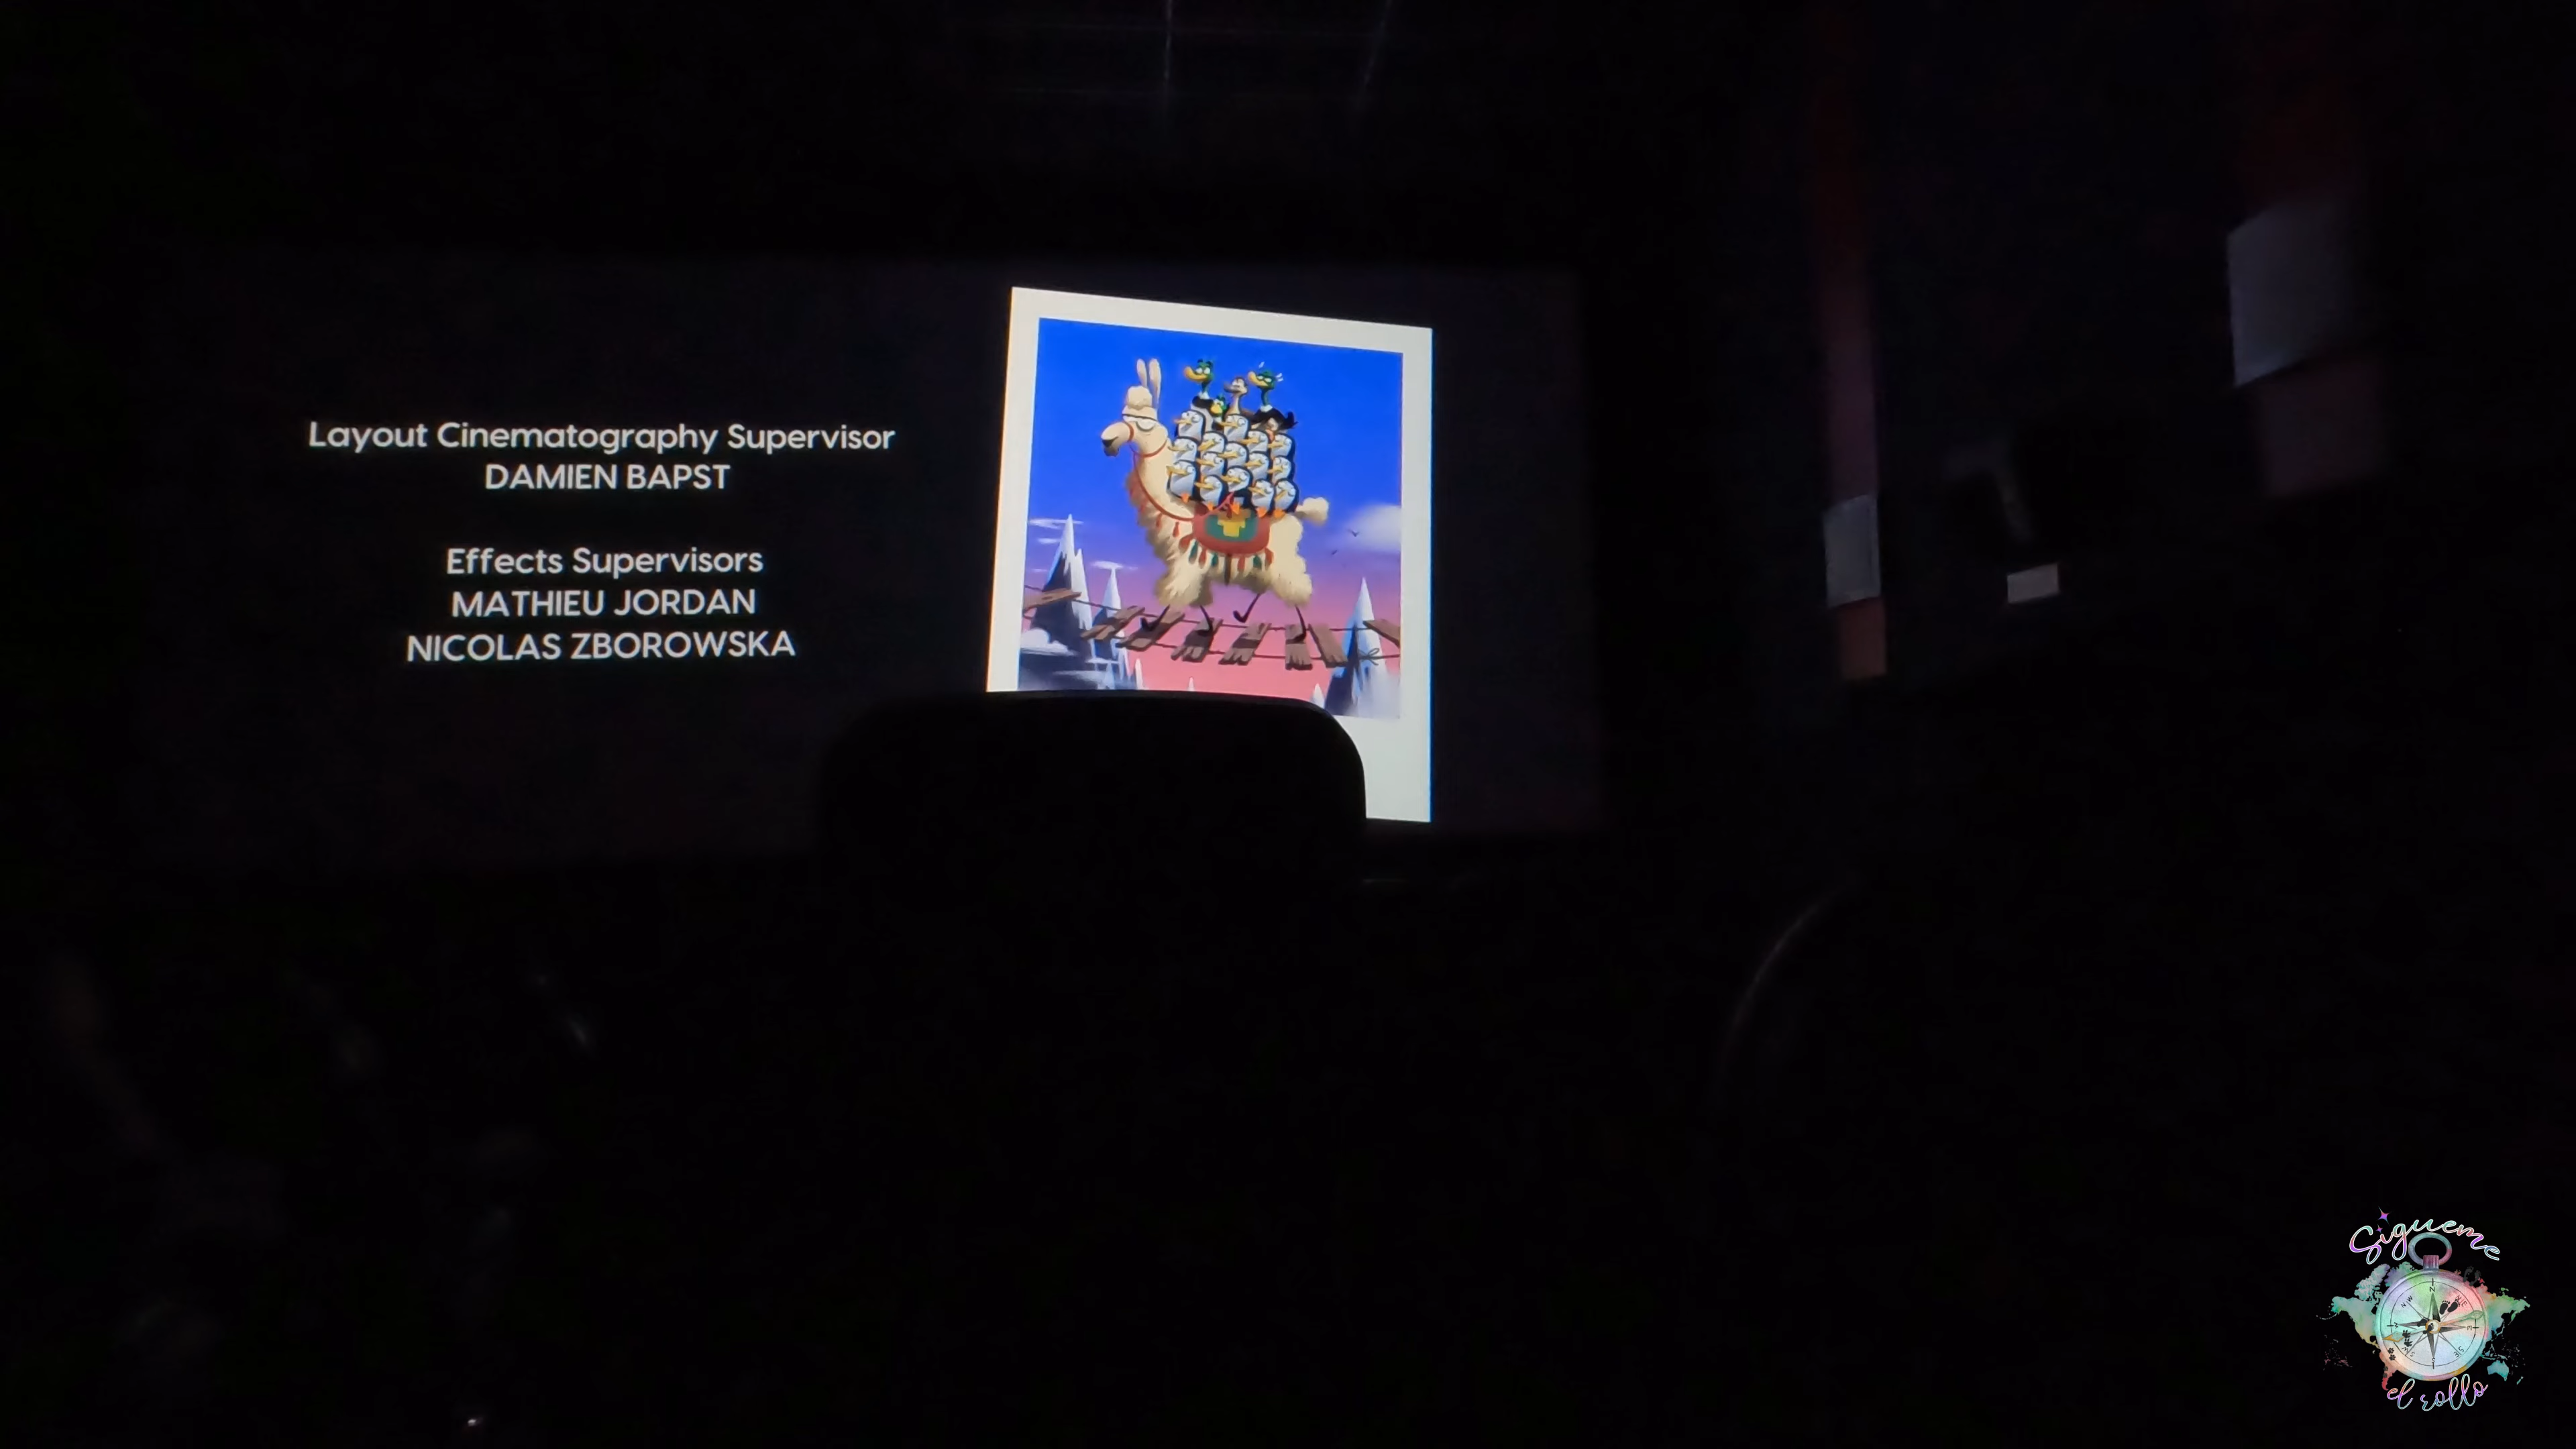 Layout Cinematography Supervisor
DAMIEN BAPST
Effects Supervisors
MATHIEU JORDAN
NICOLAS ZBOROWSKA
Sigueme
el rollo